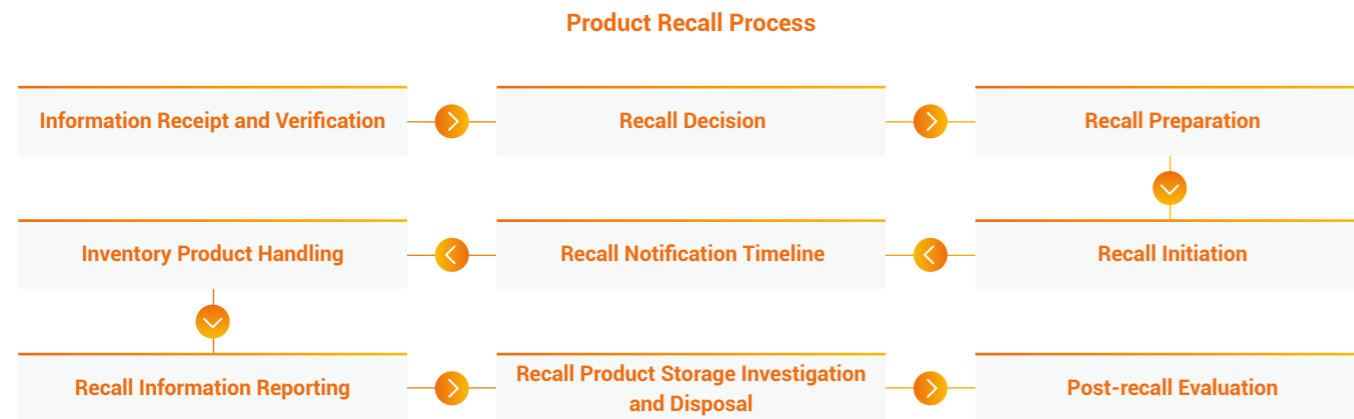 Product Recall Process
Information Receipt and Verification
Recall Decision
Recall Preparation
Recall Initiation
Recall Notification Timeline
Inventory Product Handling
Recall Information Reporting
Recall Product Storage Investigation
and Disposal
Post-recall Evaluation